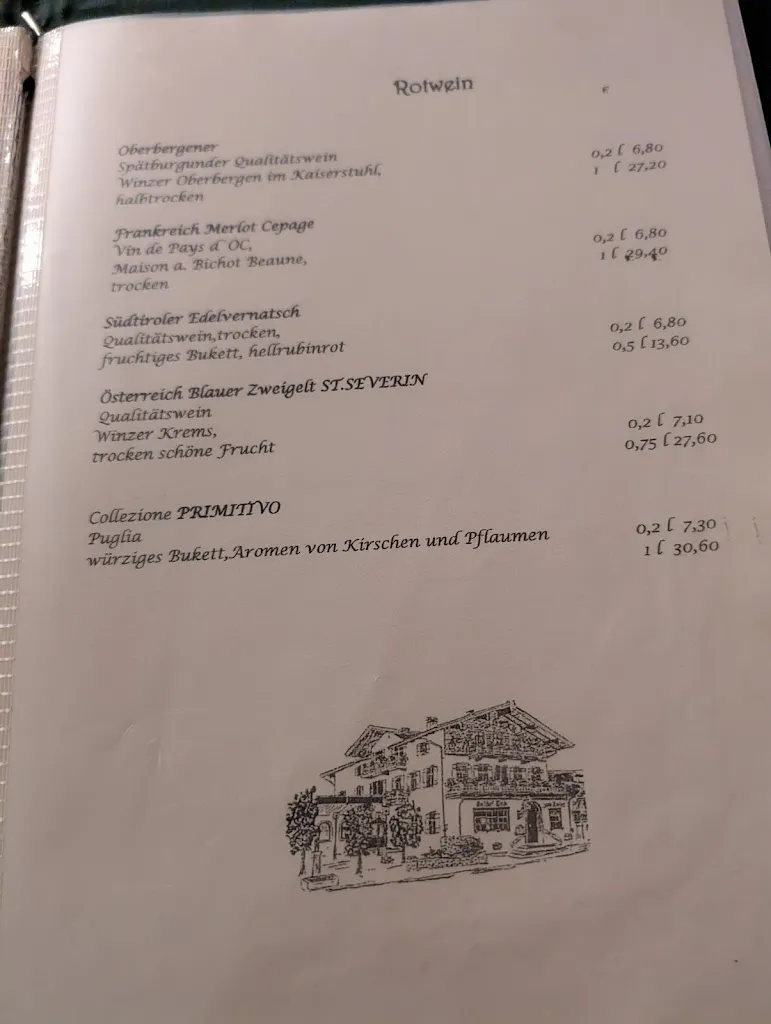 Rotwein €
Oberbergener
Spätburgunder Qualitätswein 0,2 l 6,80
Winzer Oberbergen im Kaiserstuhl, 1 l 27,20
halbtrocken
Frankreich Merlot Cepage
Vin de Pays d´OC, 0,2 l 6,80
Maison a. Bichot Beaune, 1 l 29.40
trocken
Südtiroler Edelvernatsch
Qualitätswein,trocken, 0,2 l 6,80
fruchtiges Bukett, hellrubinrot 0,5 l 13,60
Österreich Blauer Zweigelt ST.SEVERIN
Qualitätswein
Winzer Krems, 0,2 l 7,10
trocken schöne Frucht 0,75 l 27,60
Collezione PRIMITIVO
Puglia 0,2 l 7,30
würziges Bukett,Aromen von Kirschen und Pflaumen 1 l 30,60